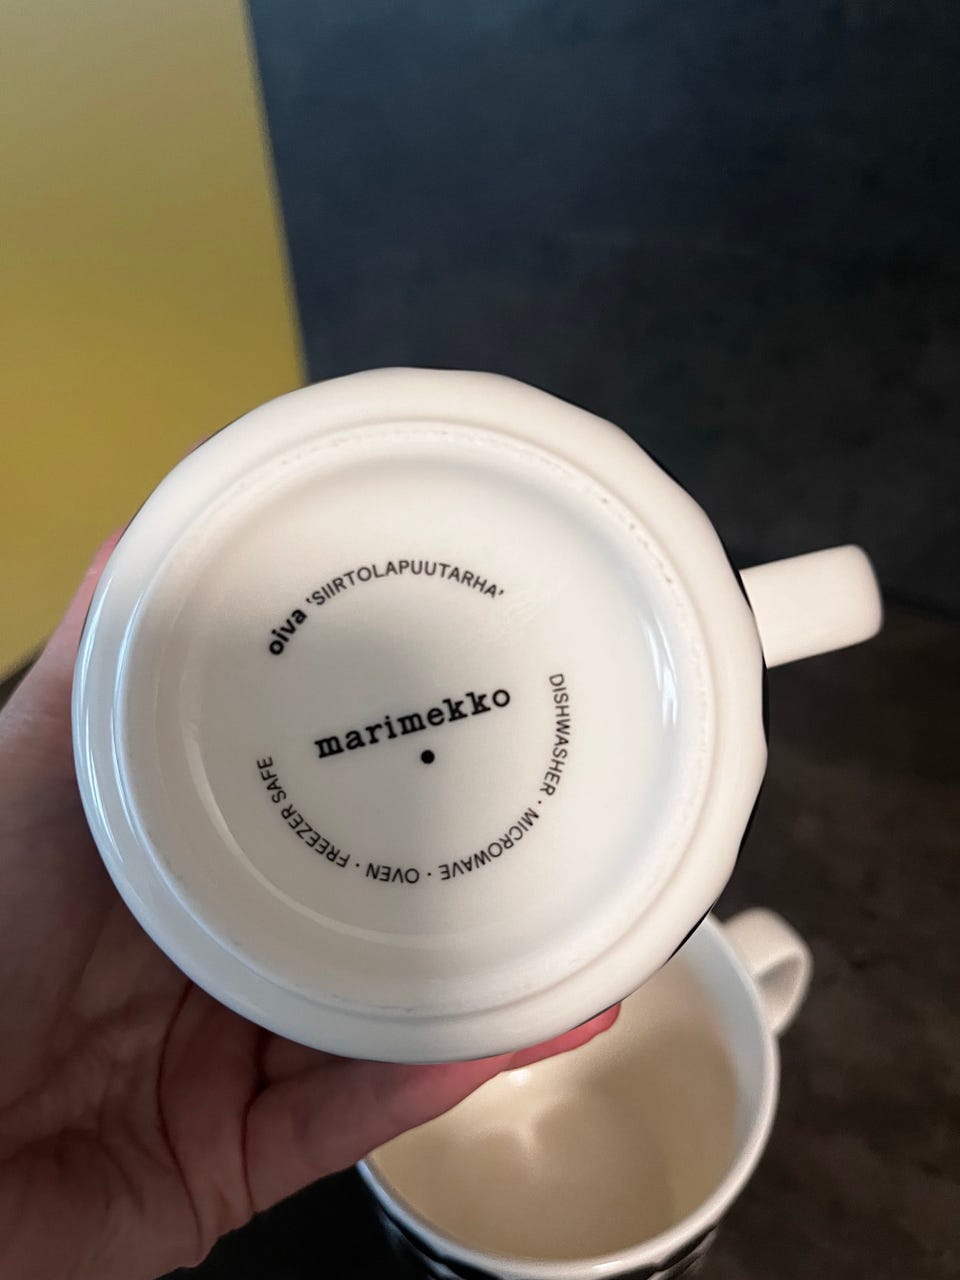 oiva 'SIIRTOLAPUUTARHA'
marimekko
DISHWASHER · MICROWAVE · OVEN · FREEZER SAFE